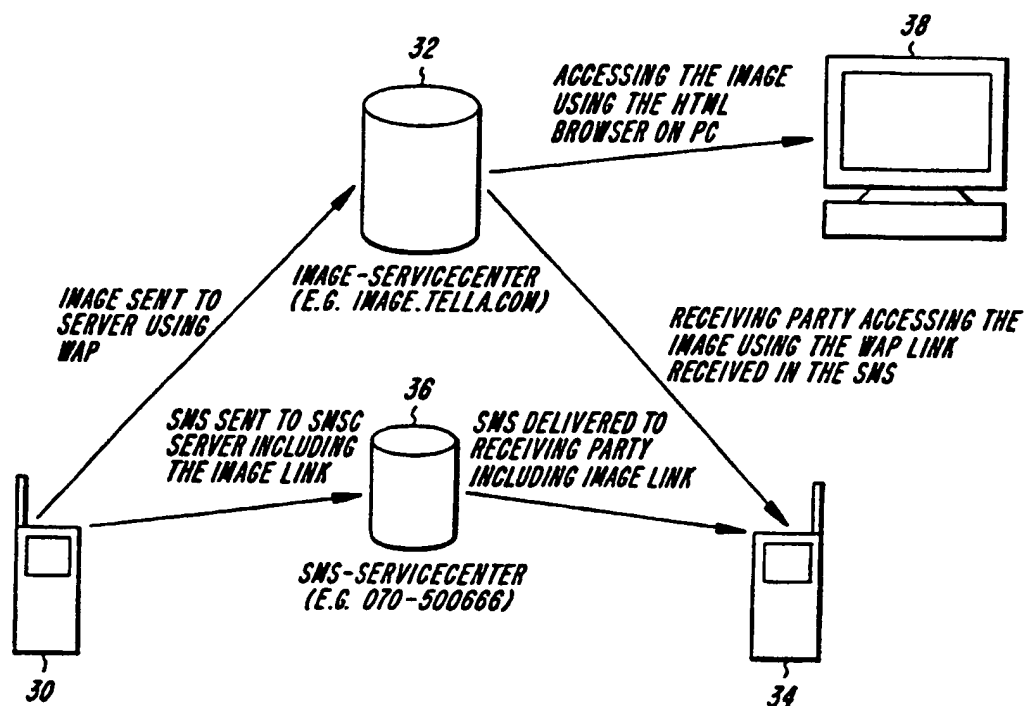 32
38
ACCESSING THE IMAGE
USING THE HTML
BROWSER ON PC
IMAGE-SERVICECENTER
(E.G. IMAGE.TELLA.COM)
IMAGE SENT TO
SERVER USING
WAP
RECEIVING PARTY ACCESSING THE
IMAGE USING THE WAP LINK
RECEIVED IN THE SMS
36
SMS SENT TO SMSC
SERVER INCLUDING
THE IMAGE LINK
SMS DELIVERED TO
RECEIVING PARTY
INCLUDING IMAGE LINK
SMS-SERVICECENTER
(E.G. 070-500666)
30
34